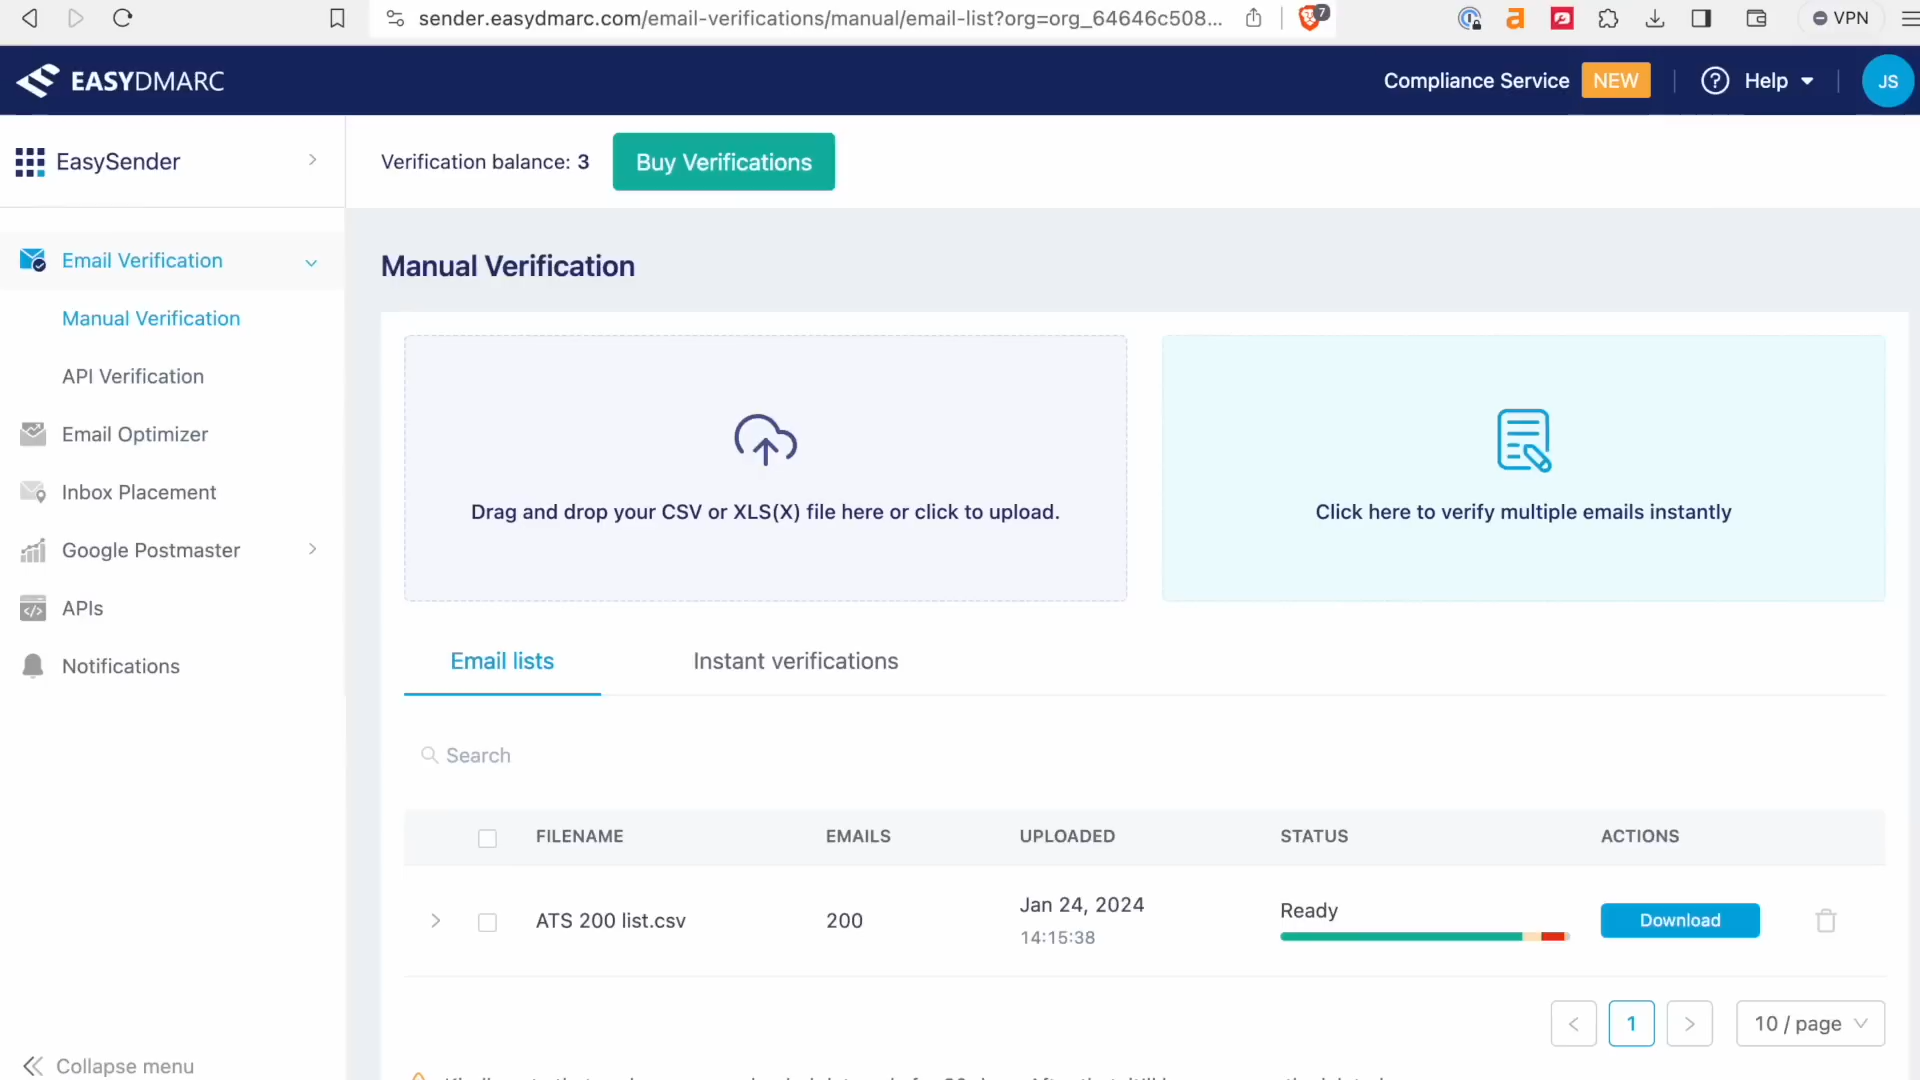 sender.easydmarc.com/email-verifications/manual/email-list?org=org_64646c508...
7
VPN
EASYDMARC
Compliance Service
NEW
Help
JS
EasySender
Verification balance: 3
Buy Verifications
Email Verification
Manual Verification
API Verification
Email Optimizer
Inbox Placement
Google Postmaster
APIs
Notifications
Collapse menu
Manual Verification
Drag and drop your CSV or XLS(X) file here or click to upload.
Click here to verify multiple emails instantly
Email lists
Instant verifications
Search
FILENAME EMAILS UPLOADED STATUS ACTIONS
ATS 200 list.csv
200
Jan 24, 2024
14:15:38
Ready
Download
1
10 / page